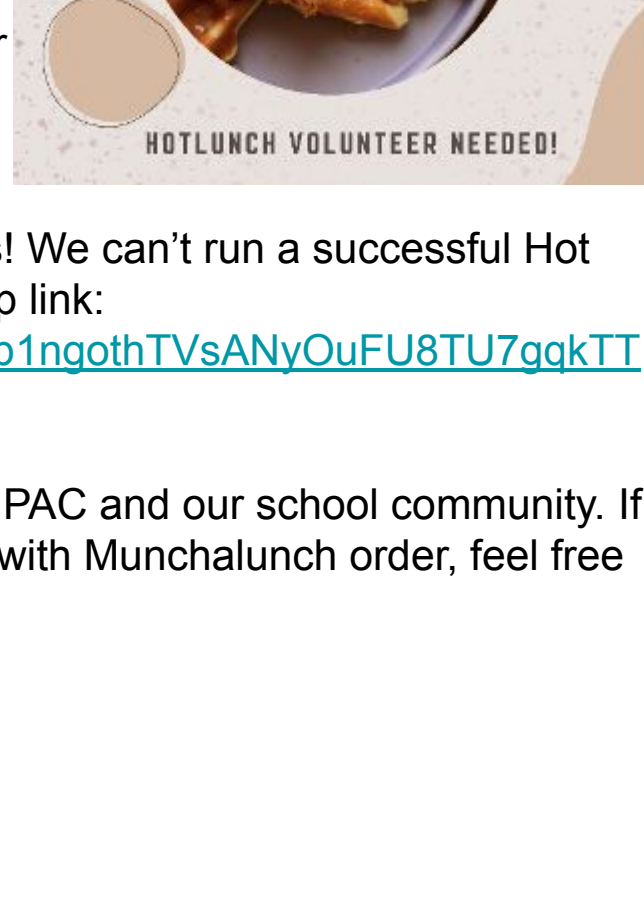 r
HOTLUNCH VOLUNTEER NEEDED!
s! We can’t run a successful Hot
p link:
o1ngothTVsANyOuFU8TU7gqkTT
PAC and our school community. If
with Munchalunch order, feel free